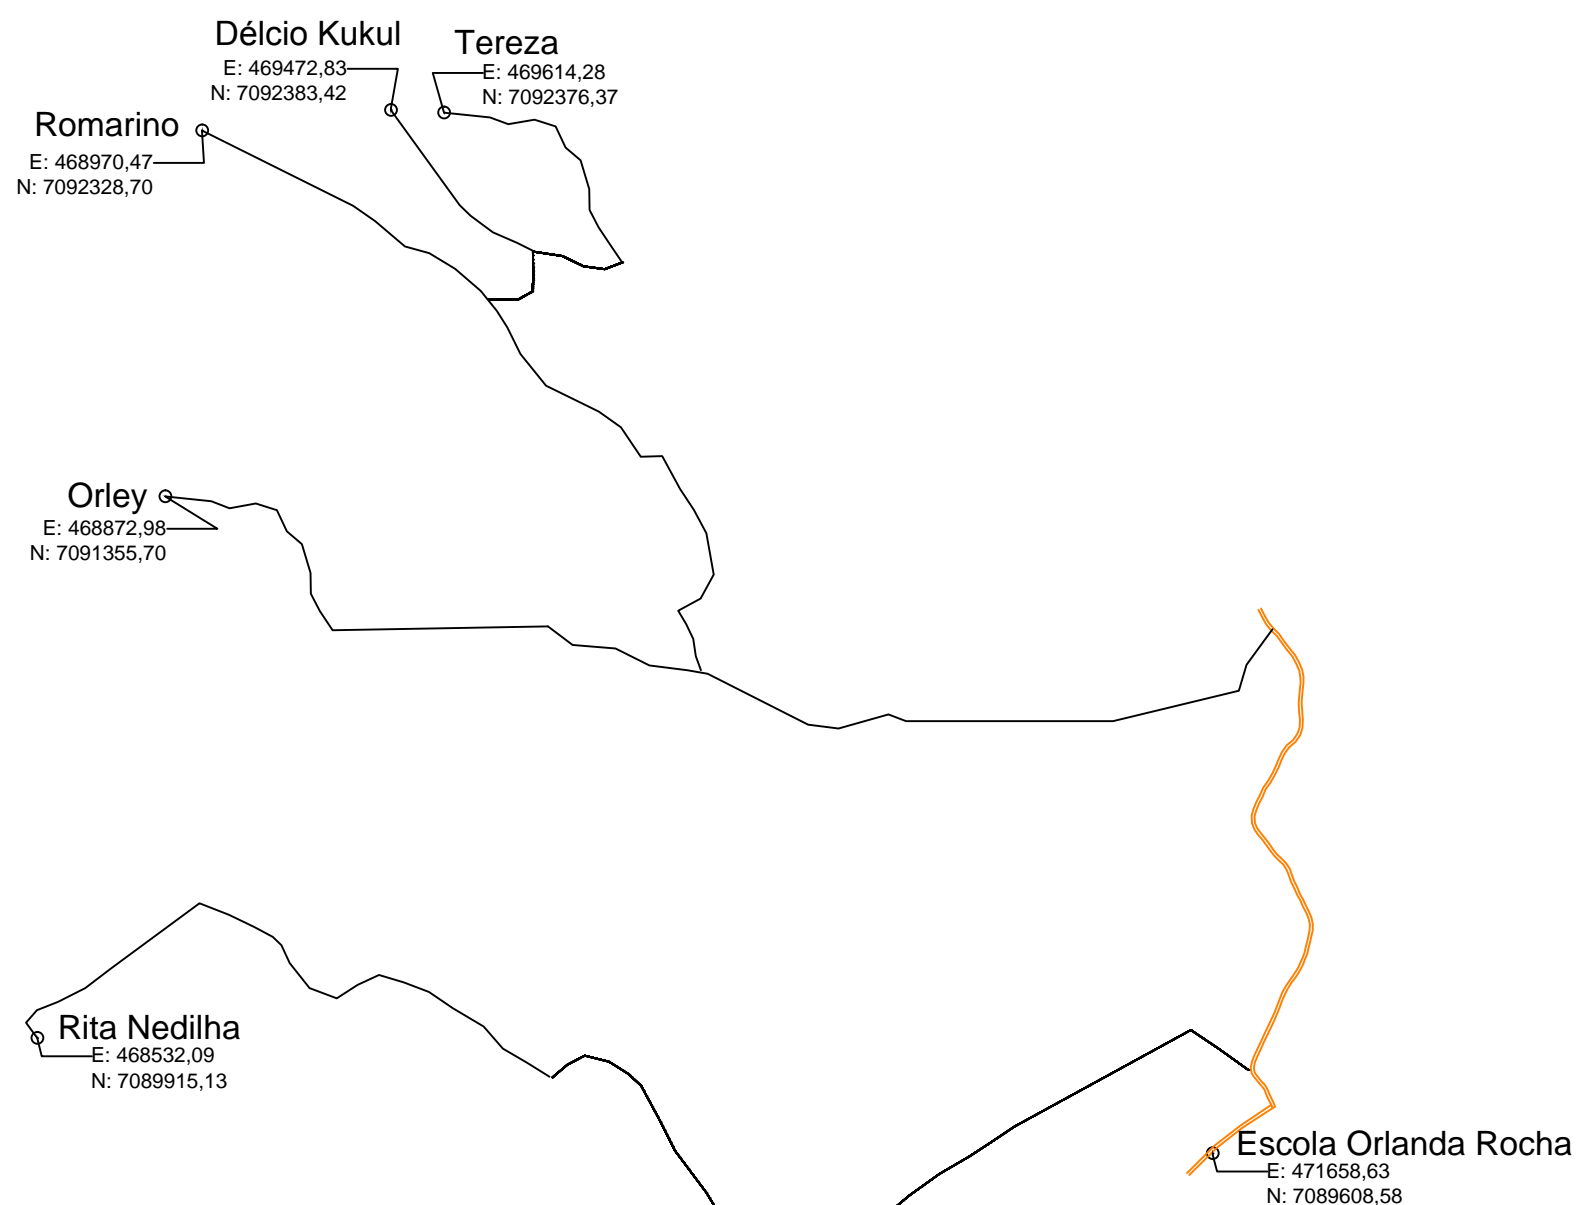 Délcio Kukul
E: 469472,83
N: 7092383,42
Tereza
E: 469614,28
N: 7092376,37
Romarino
E: 468970,47
N: 7092328,70
Orley
E: 468872,98
N: 7091355,70
Rita Nedilha
E: 468532,09
N: 7089915,13
Escola Orlanda Rocha
E: 471658,63
N: 7089608,58